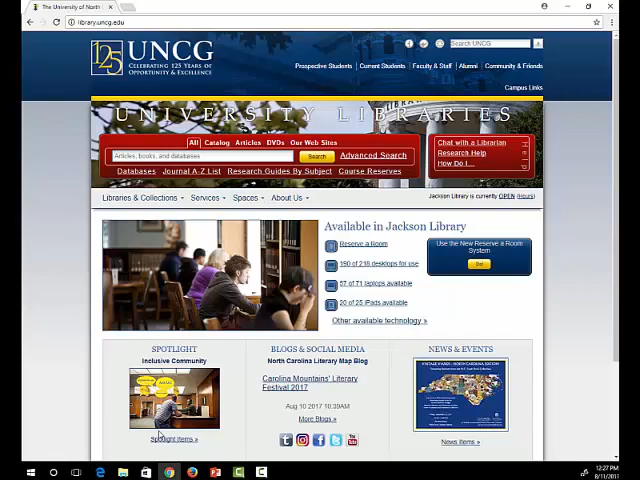 The University of North
library.uncg.edu
125
UNCG
CELEBRATING 125 YEARS OF
OPPORTUNITY & EXCELLENCE
Search UNCG
Prospective Students Current Students Faculty & Staff Alumni Community & Friends
Campus Links
UNIVERSITY LIBRARIES
All Catalog Articles DVDs Our Web Sites
Articles, books, and databases Search Advanced Search
Databases Journal A-Z List Research Guides By Subject Course Reserves
Chat with a Librarian
Research Help
How Do I...
Help
Libraries & Collections Services Spaces About Us
Jackson Library is currently OPEN (Hours)
Available in Jackson Library
Reserve a Room
190 of 218 desktops for use
57 of 71 laptops available
20 of 25 iPads available
Other available technology »
Use the New Reserve a Room
System
Go!
SPOTLIGHT
Inclusive Community
Spotlight Items »
BLOGS & SOCIAL MEDIA
North Carolina Literary Map Blog
Carolina Mountains' Literary
Festival 2017
Aug 10 2017 10:39AM
More Blogs »
NEWS & EVENTS
News Items »
12:27 PM
8/11/2017